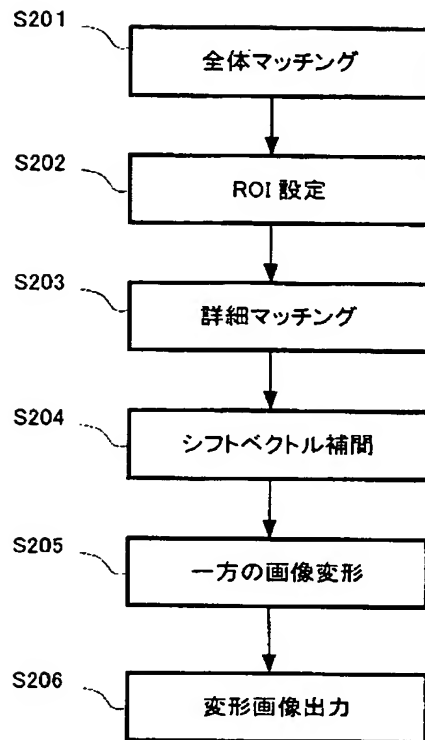 S201
全体マッチング
S202
ROI 設定
S203
詳細マッチング
S204
シフトベクトル補間
S205
一方の画像変形
S206
変形画像出力